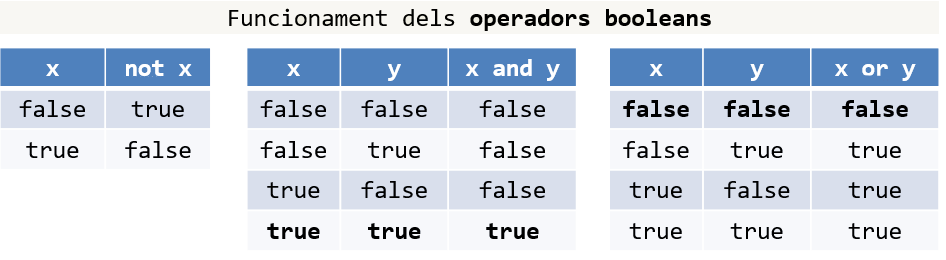 Funcionament dels operadors booleans
x not x
false true
true false
x y x and y
false false false
false true false
true false false
true true true
x y x or y
false false false
false true true
true false true
true true true